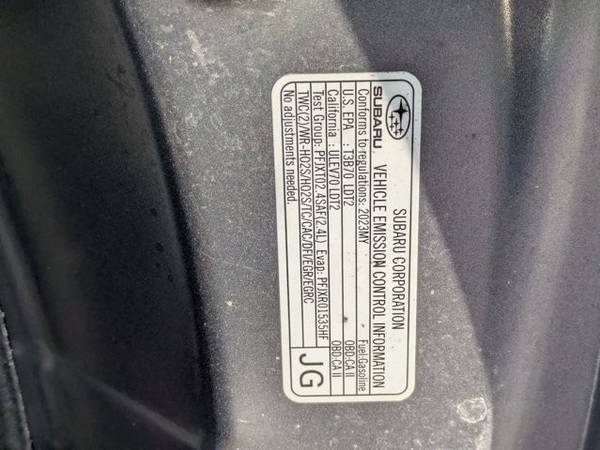 SUBARU CORPORATION
SUBARU VEHICLE EMISSION CONTROL INFORMATION
Conforms to regulations: 2023MY Fuel:Gasoline
U.S. EPA : T3B70 LDT2 OBD:CA II
California : ULEV70 LDT2 OBD:CA II
Test Group: PFJXT02.4SAF(2.4L) Evap: PFJXR01535HF
TWC(2)/WR-HO2S/HO2S/TC/CAC/DFI/EGR/EGRC
No adjustments needed.
JG